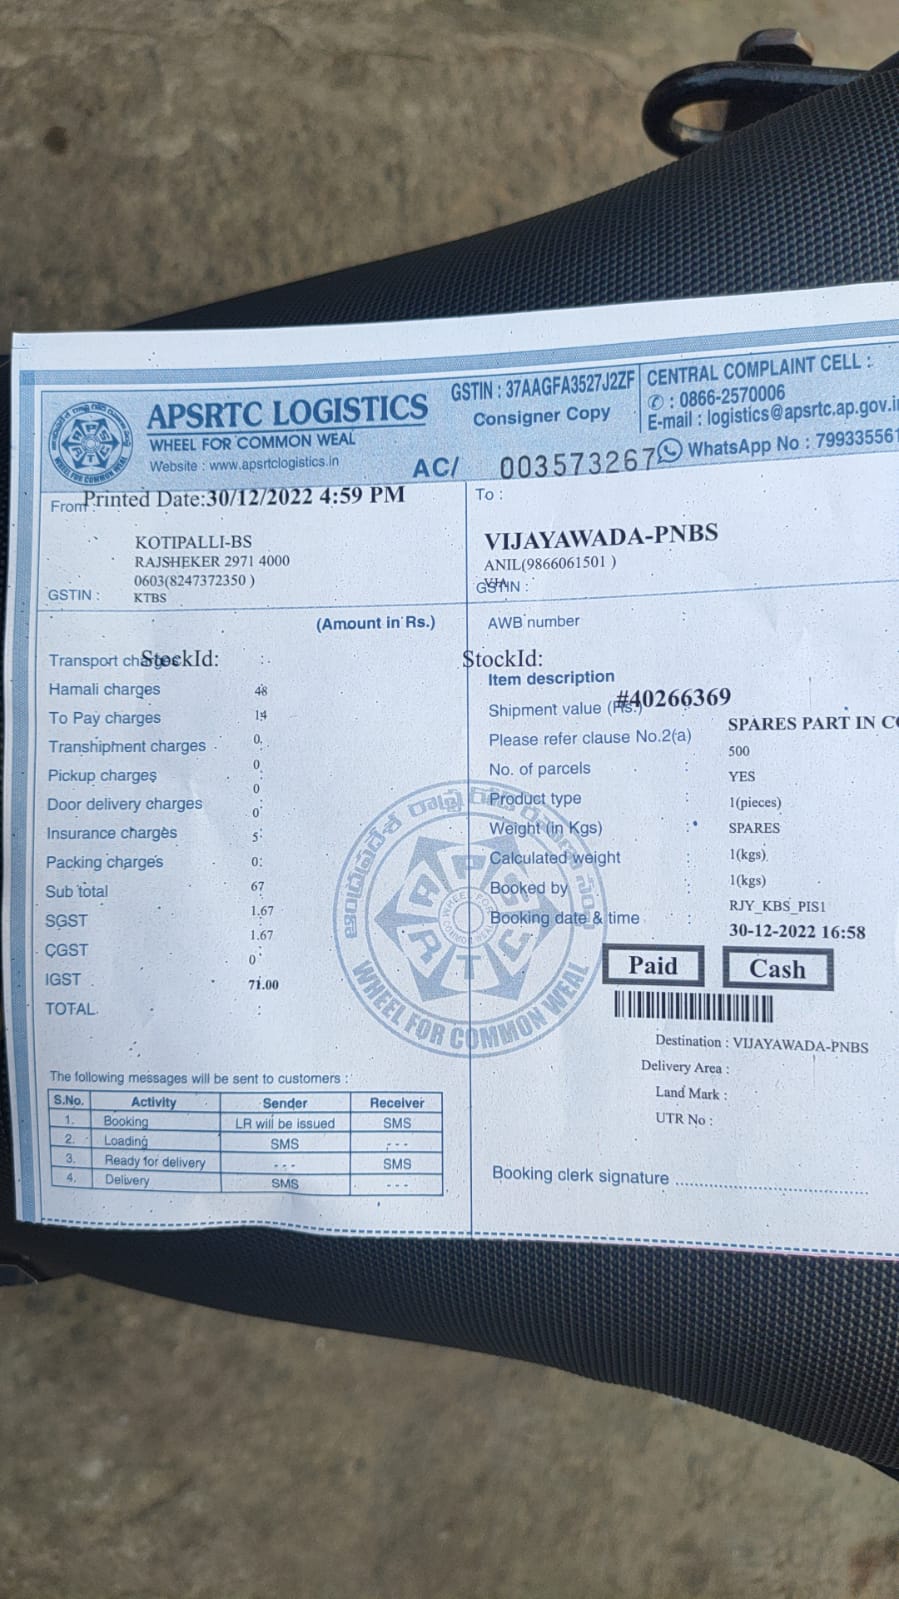 APSRTC LOGISTICS
WHEEL FOR COMMON WEAL
Website : www.apsrtclogistics.in
GSTIN : 37AAGFA3527J2ZF
Consigner Copy
CENTRAL COMPLAINT CELL :
: 0866-2570006
E-mail : logistics@apsrtc.ap.gov.in
WhatsApp No : 799335561
AC/ 003573267
From
Printed Date:30/12/2022 4:59 PM
KOTIPALLI-BS
RAJSHEKER 2971 4000
0603(8247372350 )
GSTIN : KTBS
To :
VIJAYAWADA-PNBS
ANIL(9866061501 )
VJA
GSTIN :
(Amount in Rs.)
Transport charges
StockId:
Hamali charges 48
To Pay charges 14
Transhipment charges 0
Pickup charges 0
0
Door delivery charges 0
Insurance charges 5
Packing charges 0
Sub total 67
SGST 1.67
CGST 1.67
IGST 0
71.00
TOTAL
AWB number :
StockId:
Item description
#40266369
Shipment value (Rs.)
SPARES PART IN CO
Please refer clause No.2(a) 500
No. of parcels : YES
Product type : 1(pieces)
Weight (in Kgs) : SPARES
Calculated weight : 1(kgs)
Booked by : 1(kgs)
RJY_KBS_PIS1
Booking date & time : 30-12-2022 16:58
Paid Cash
Destination : VIJAYAWADA-PNBS
Delivery Area :
Land Mark :
UTR No :
Booking clerk signature
The following messages will be sent to customers :
S.No. Activity Sender Receiver
1. Booking LR will be issued SMS
2. Loading SMS - - -
3. Ready for delivery - - - SMS
4. Delivery SMS - - -
WHEEL FOR COMMON WEAL